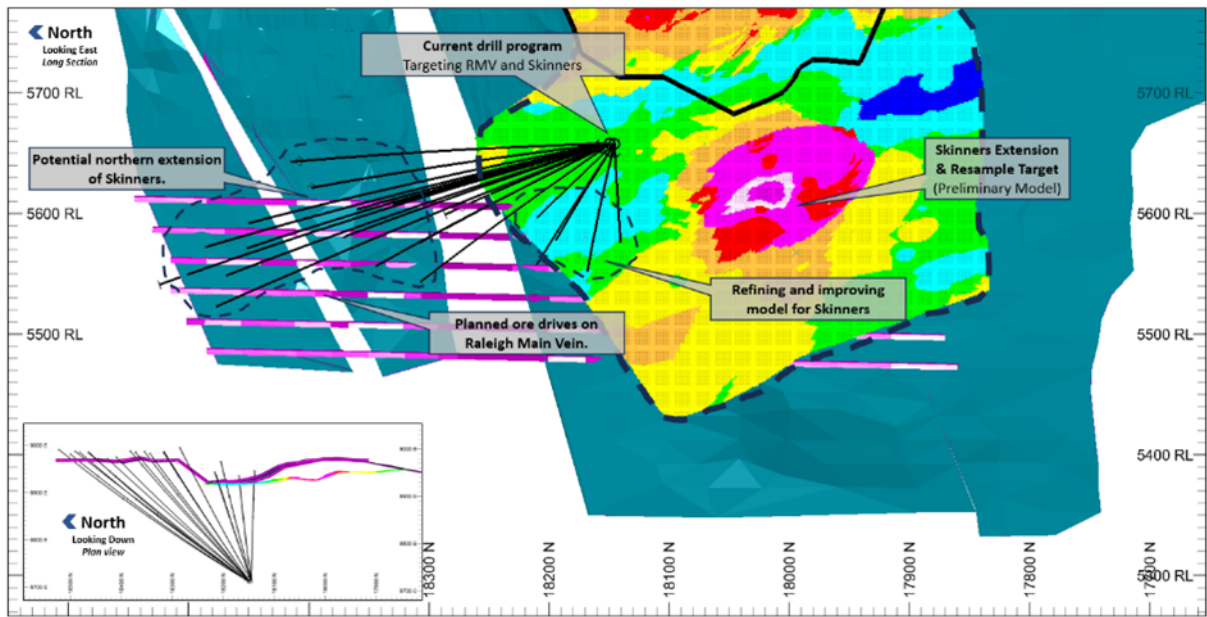 North
Looking East
Long Section
Current drill program
Targeting RMV and Skinners
5700 RL
5700 RL
Potential northern extension
of Skinners.
Skinners Extension
& Resample Target
(Preliminary Model)
5600 RL
5600 RL
Refining and improving
model for Skinners
Planned ore drives on
Raleigh Main Vein.
5500 RL
5500 RL
5400 RL
North
Looking Down
Plan view
18300 N
18200 N
18100 N
18000 N
17900 N
17800 N
5300 RL